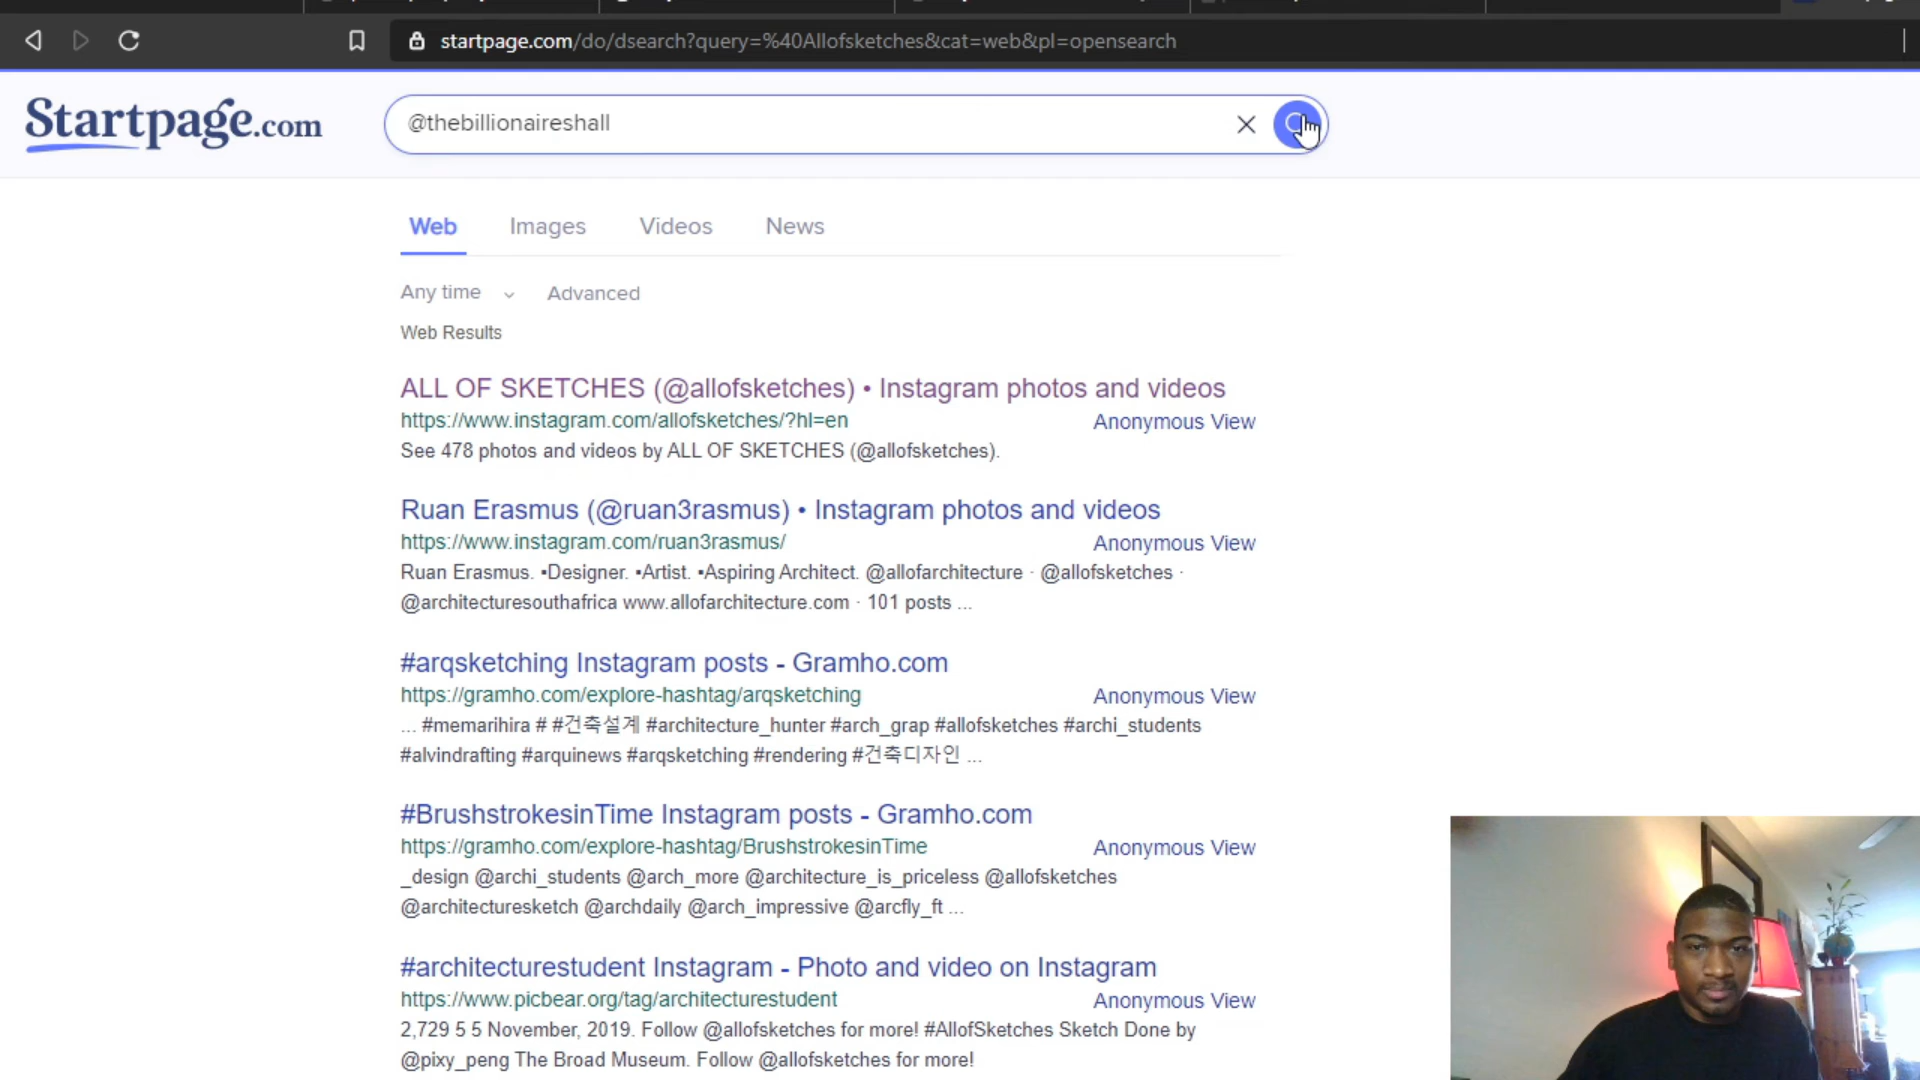 startpage.com/do/dsearch?query=%40Allofsketches&cat=web&pl=opensearch
Startpage.com
@thebillionaireshall
Web Images Videos News
Any time Advanced
Web Results
ALL OF SKETCHES (@allofsketches) • Instagram photos and videos
https://www.instagram.com/allofsketches/?hl=en Anonymous View
See 478 photos and videos by ALL OF SKETCHES (@allofsketches).
Ruan Erasmus (@ruan3rasmus) • Instagram photos and videos
https://www.instagram.com/ruan3rasmus/ Anonymous View
Ruan Erasmus. ▪Designer. ▪Artist. ▪Aspiring Architect. @allofarchitecture · @allofsketches ·
@architecturesouthafrica www.allofarchitecture.com · 101 posts ...
#arqsketching Instagram posts - Gramho.com
https://gramho.com/explore-hashtag/arqsketching Anonymous View
... #memarihira # #건축설계 #architecture_hunter #arch_grap #allofsketches #archi_students
#alvindrafting #arquinews #arqsketching #rendering #건축디자인 ...
#BrushstrokesinTime Instagram posts - Gramho.com
https://gramho.com/explore-hashtag/BrushstrokesinTime Anonymous View
_design @archi_students @arch_more @architecture_is_priceless @allofsketches
@architecturesketch @archdaily @arch_impressive @arcfly_ft ...
#architecturestudent Instagram - Photo and video on Instagram
https://www.picbear.org/tag/architecturestudent Anonymous View
2,729 5 5 November, 2019. Follow @allofsketches for more! #AllofSketches Sketch Done by
@pixy_peng The Broad Museum. Follow @allofsketches for more!